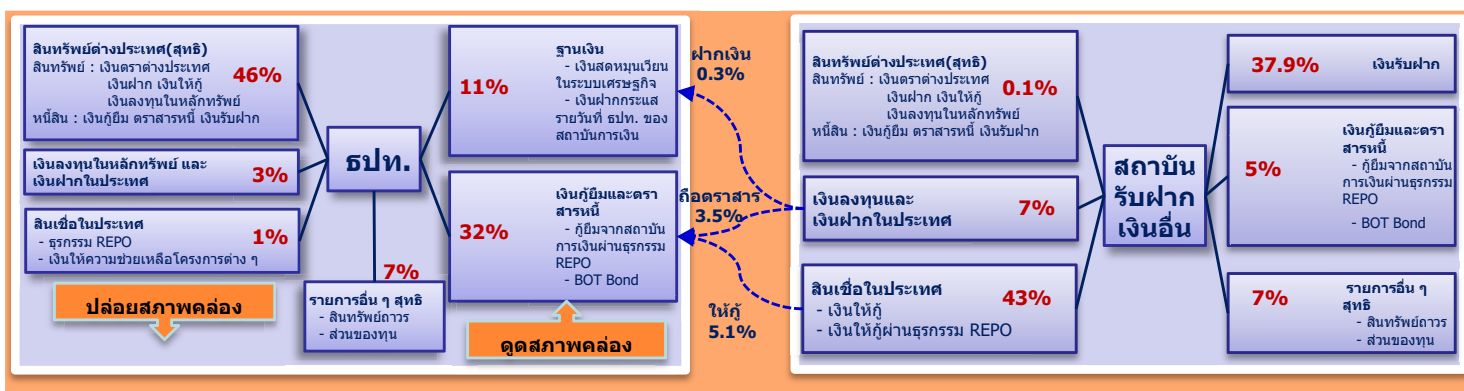 สินทรัพย์ต่างประเทศ(สุทธิ)
สินทรัพย์ : เงินตราต่างประเทศ
เงินฝาก เงินให้กู้
เงินลงทุนในหลักทรัพย์
หนี้สิน : เงินกู้ยืม ตราสารหนี้ เงินรับฝาก
46%
เงินลงทุนในหลักทรัพย์ และ
เงินฝากในประเทศ
3%
สินเชื่อในประเทศ
- ธุรกรรม REPO
- เงินให้ความช่วยเหลือโครงการต่าง ๆ
1%
ปล่อยสภาพคล่อง
ธปท.
7%
รายการอื่น ๆ สุทธิ
- สินทรัพย์ถาวร
- ส่วนของทุน
11%
ฐานเงิน
- เงินสดหมุนเวียน
ในระบบเศรษฐกิจ
- เงินฝากกระแส
รายวันที่ ธปท. ของ
สถาบันการเงิน
32%
เงินกู้ยืมและตรา
สารหนี้
- กู้ยืมจากสถาบัน
การเงินผ่านธุรกรรม
REPO
- BOT Bond
ดูดสภาพคล่อง
ฝากเงิน
0.3%
ถือตราสาร
3.5%
ให้กู้
5.1%
สินทรัพย์ต่างประเทศ(สุทธิ)
สินทรัพย์ : เงินตราต่างประเทศ
เงินฝาก เงินให้กู้
เงินลงทุนในหลักทรัพย์
หนี้สิน : เงินกู้ยืม ตราสารหนี้ เงินรับฝาก
0.1%
เงินลงทุนและ
เงินฝากในประเทศ
7%
สินเชื่อในประเทศ
- เงินให้กู้
- เงินให้กู้ผ่านธุรกรรม REPO
43%
สถาบัน
รับฝาก
เงินอื่น
37.9%
เงินรับฝาก
5%
เงินกู้ยืมและตรา
สารหนี้
- กู้ยืมจากสถาบัน
การเงินผ่านธุรกรรม
REPO
- BOT Bond
7%
รายการอื่น ๆ
สุทธิ
- สินทรัพย์ถาวร
- ส่วนของทุน